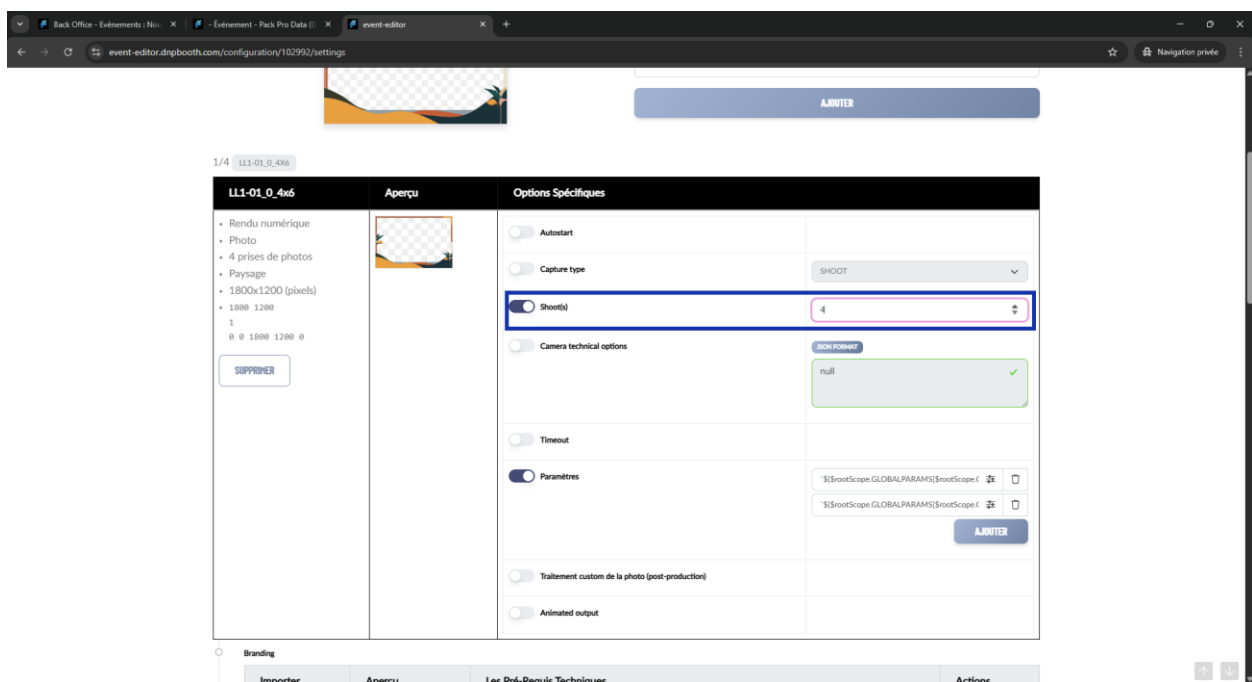 Back Office - Evènements : Nou
- Événement - Pack Pro Data (
event-editor
event-editor.dnpbooth.com/configuration/102992/settings
Navigation privée
AJOUTER
1/4 LL1-01_0_4X6
LL1-01_0_4x6 Aperçu Options Spécifiques
• Rendu numérique
• Photo
• 4 prises de photos
• Paysage
• 1800x1200 (pixels)
• 1800 1200
1
0 0 1800 1200 0
SUPPRIMER
Autostart
Capture type SHOOT
Shoot(s) 4
Camera technical options JSON FORMAT
null
Timeout
Paramètres `${$rootScope.GLOBALPARAMS[$rootScope.
`${$rootScope.GLOBALPARAMS[$rootScope.
AJOUTER
Traitement custom de la photo (post-production)
Animated output
Branding
Importer Aperçu Les Pré-Requis Techniques Actions